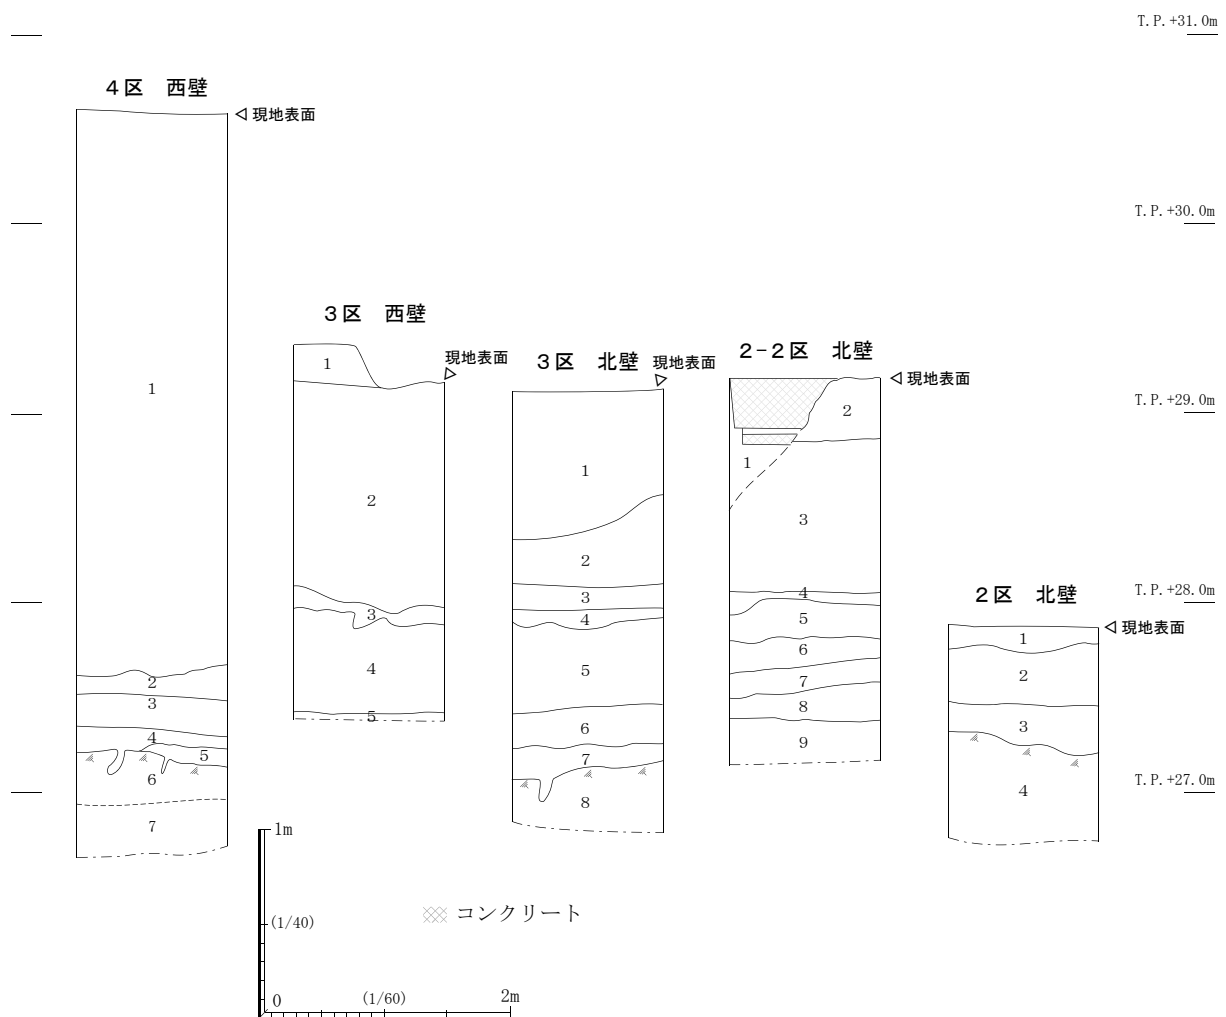 T.P.+31.0m
4区 西壁
◁ 現地表面
T.P.+30.0m
3区 西壁
現地表面
3区 北壁
現地表面
2-2区 北壁
◁ 現地表面
T.P.+29.0m
2区 北壁
◁ 現地表面
T.P.+28.0m
T.P.+27.0m
1
2
3
4
5
6
7
1
2
3
4
5
1
2
3
4
5
6
7
8
2
1
3
4
5
6
7
8
9
1
2
3
4
1m
(1/40)
0
(1/60)
2m
コンクリート